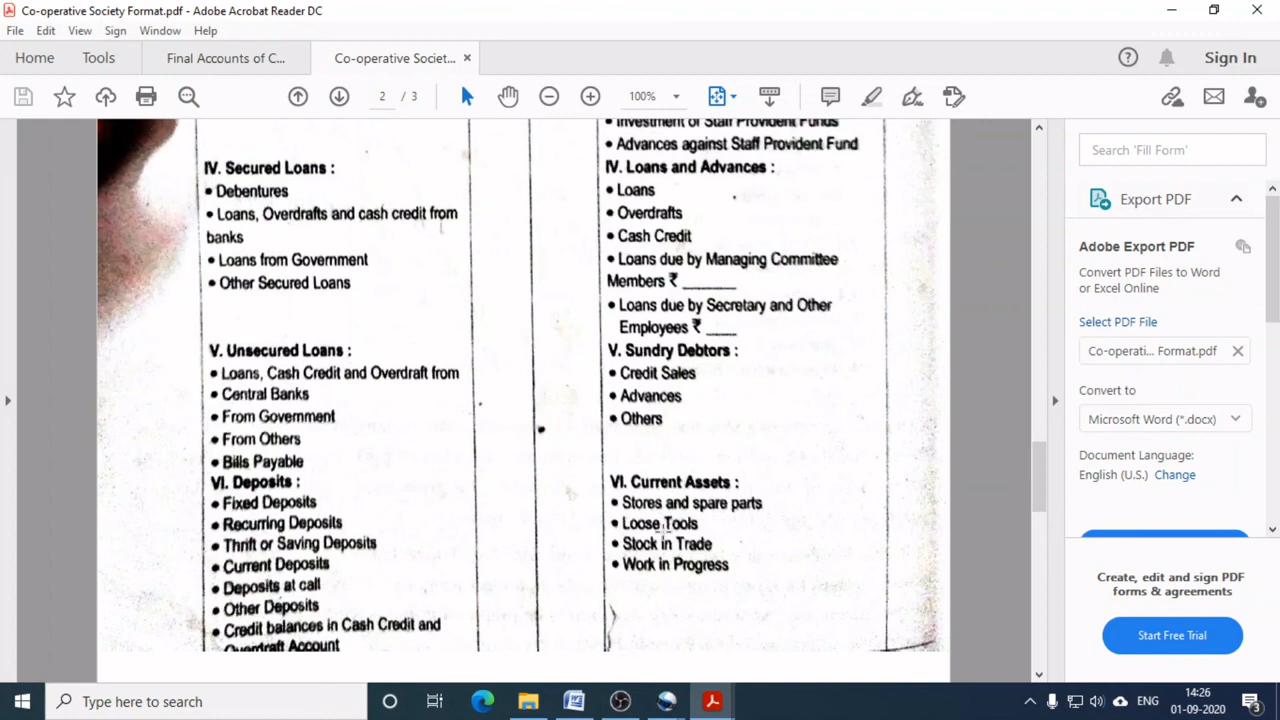 Co-operative Society Format.pdf - Adobe Acrobat Reader DC
File Edit View Sign Window Help
Home Tools Final Accounts of C... Co-operative Societ... Sign In
2 / 3 100%
• Investment of Staff Provident Funds
• Advances against Staff Provident Fund
IV. Secured Loans :
• Debentures
• Loans, Overdrafts and cash credit from
banks
• Loans from Government
• Other Secured Loans
V. Unsecured Loans :
• Loans, Cash Credit and Overdraft from
• Central Banks
• From Government
• From Others
• Bills Payable
VI. Deposits :
• Fixed Deposits
• Recurring Deposits
• Thrift or Saving Deposits
• Current Deposits
• Deposits at call
• Other Deposits
• Credit balances in Cash Credit and
Overdraft Account
IV. Loans and Advances :
• Loans
• Overdrafts
• Cash Credit
• Loans due by Managing Committee
Members ₹ _______
• Loans due by Secretary and Other
Employees ₹ ____
V. Sundry Debtors :
• Credit Sales
• Advances
• Others
VI. Current Assets :
• Stores and spare parts
• Loose Tools
• Stock in Trade
• Work in Progress
Search 'Fill Form'
Export PDF
Adobe Export PDF
Convert PDF Files to Word
or Excel Online
Select PDF File
Co-operati... Format.pdf
Convert to
Microsoft Word (*.docx)
Document Language:
English (U.S.) Change
Create, edit and sign PDF
forms & agreements
Start Free Trial
Type here to search
ENG
14:26
01-09-2020
3